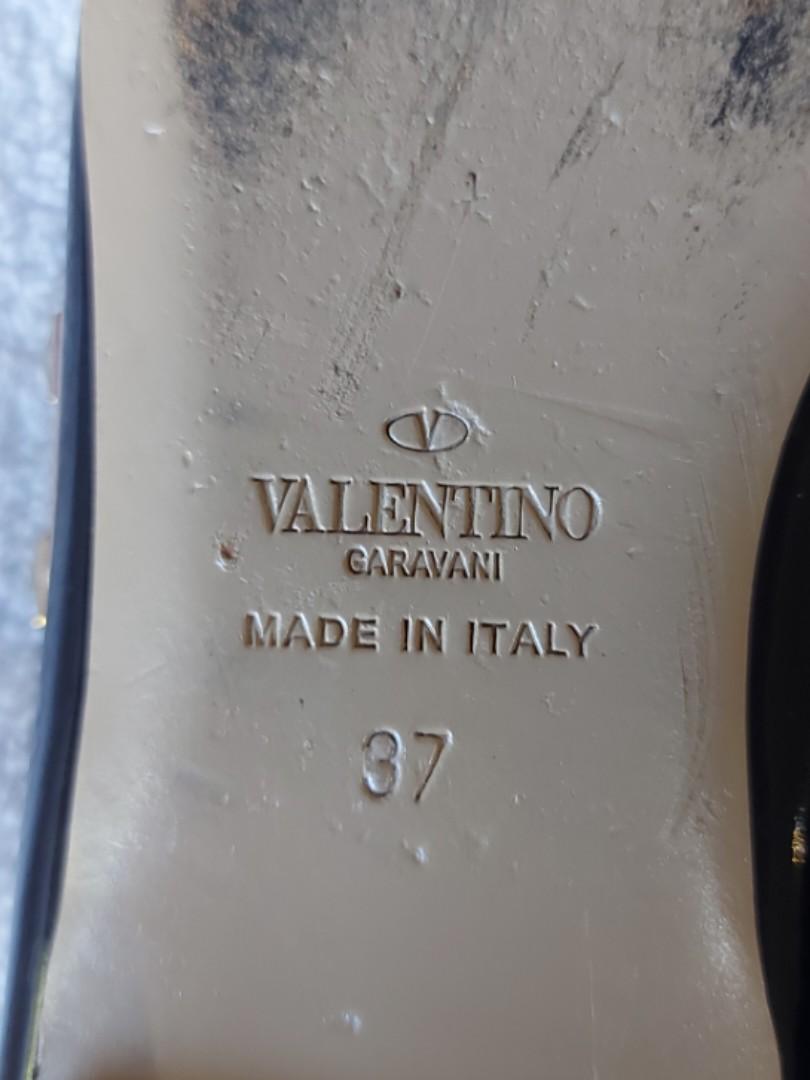 V
VALENTINO
GARAVANI
MADE IN ITALY
37